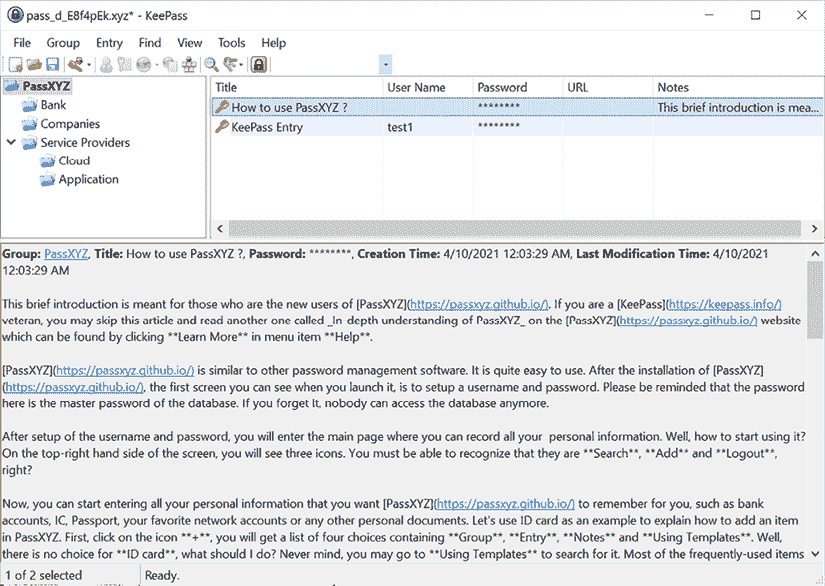 pass_d_E8f4pEk.xyz* - KeePass
File Group Entry Find View Tools Help
PassXYZ
Bank
Companies
Service Providers
Cloud
Application
Title User Name Password URL Notes
How to use PassXYZ ? ******** This brief introduction is mea...
KeePass Entry test1 ********
Group: PassXYZ, Title: How to use PassXYZ ?, Password: ********, Creation Time: 4/10/2021 12:03:29 AM, Last Modification Time: 4/10/2021
12:03:29 AM
This brief introduction is meant for those who are the new users of [PassXYZ](https://passxyz.github.io/). If you are a [KeePass](https://keepass.info/)
veteran, you may skip this article and read another one called _In-depth understanding of PassXYZ_ on the [PassXYZ](https://passxyz.github.io/) website
which can be found by clicking **Learn More** in menu item **Help**.
[PassXYZ](https://passxyz.github.io/) is similar to other password management software. It is quite easy to use. After the installation of [PassXYZ]
(https://passxyz.github.io/), the first screen you can see when you launch it, is to setup a username and password. Please be reminded that the password
here is the master password of the database. If you forget It, nobody can access the database anymore.
After setup of the username and password, you will enter the main page where you can record all your personal information. Well, how to start using it?
On the top-right hand side of the screen, you will see three icons. You must be able to recognize that they are **Search**, **Add** and **Logout**,
right?
Now, you can start entering all your personal information that you want [PassXYZ](https://passxyz.github.io/) to remember for you, such as bank
accounts, IC, Passport, your favorite network accounts or any other personal documents. Let's use ID card as an example to explain how to add an item
in PassXYZ. First, click on the icon **+**, you will get a list of four choices containing **Group**, **Entry**, **Notes** and **Using Templates**. Well,
there is no choice for **ID card**, what should I do? Never mind, you may go to **Using Templates** to search for it. Most of the frequently-used items
1 of 2 selected Ready.